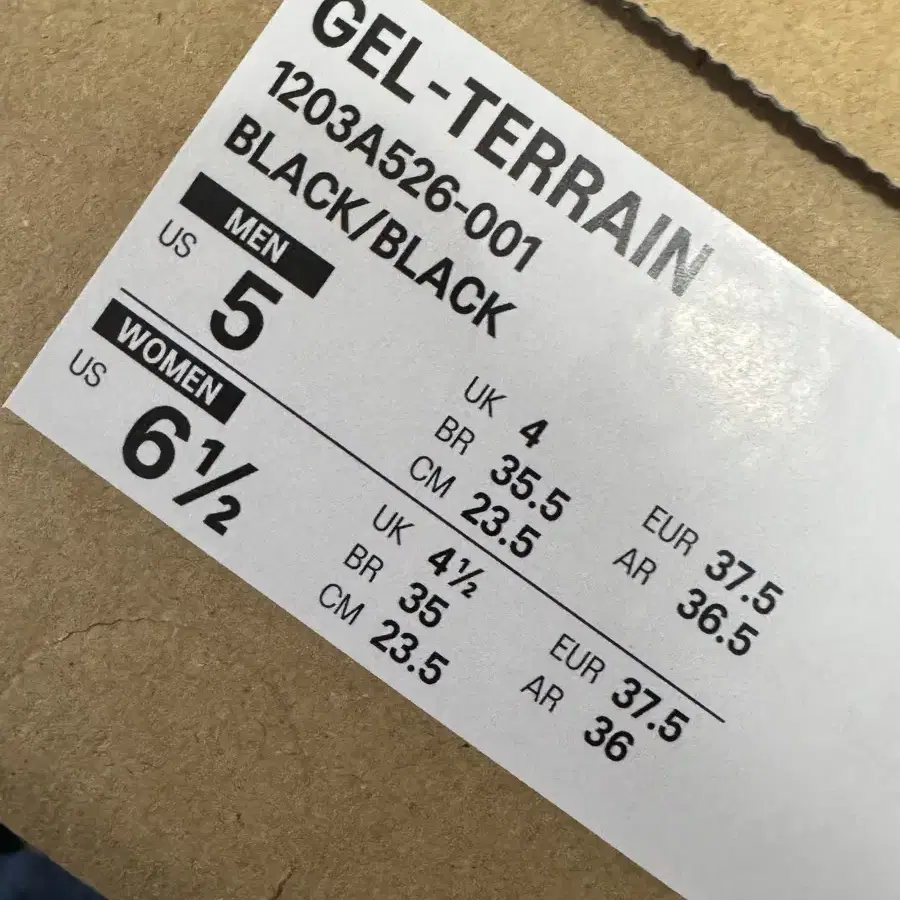 GEL-TERRAIN
1203A526-001
BLACK/BLACK
MEN
US 5
UK 4
BR 35.5 EUR 37.5
CM 23.5 AR 36.5
WOMEN
US 6½
UK 4½
BR 35 EUR 37.5
CM 23.5 AR 36